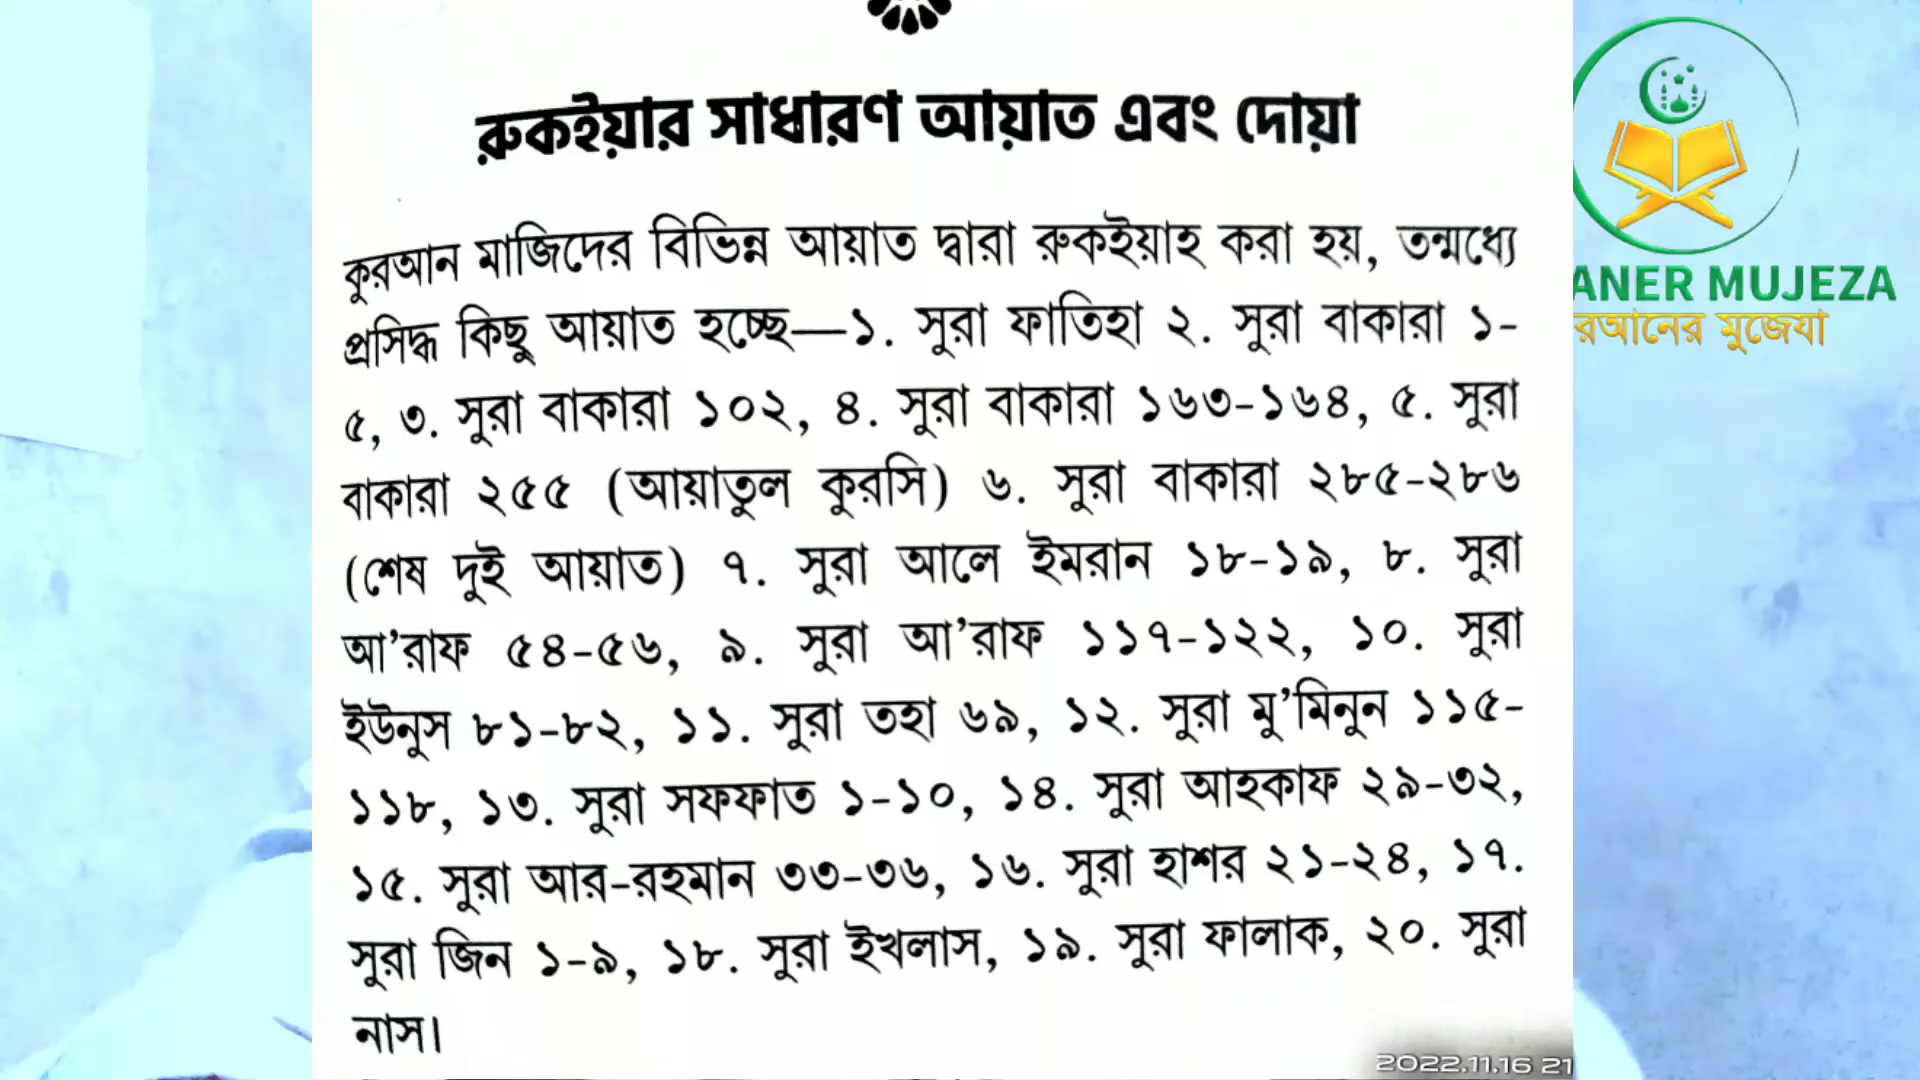 রুকইয়ার সাধারণ আয়াত এবং দোয়া
কুরআন মাজিদের বিভিন্ন আয়াত দ্বারা রুকইয়াহ করা হয়, তন্মধ্যে
প্রসিদ্ধ কিছু আয়াত হচ্ছে—১. সুরা ফাতিহা ২. সুরা বাকারা ১-
৫, ৩. সুরা বাকারা ১০২, ৪. সুরা বাকারা ১৬৩-১৬৪, ৫. সুরা
বাকারা ২৫৫ (আয়াতুল কুরসি) ৬. সুরা বাকারা ২৮৫-২৮৬
(শেষ দুই আয়াত) ৭. সুরা আলে ইমরান ১৮-১৯, ৮. সুরা
আ’রাফ ৫৪-৫৬, ৯. সুরা আ’রাফ ১১৭-১২২, ১০. সুরা
ইউনুস ৮১-৮২, ১১. সুরা তহা ৬৯, ১২. সুরা মু’মিনুন ১১৫-
১১৮, ১৩. সুরা সফফাত ১-১০, ১৪. সুরা আহকাফ ২৯-৩২,
১৫. সুরা আর-রহমান ৩৩-৩৬, ১৬. সুরা হাশর ২১-২৪, ১৭.
সুরা জিন ১-৯, ১৮. সুরা ইখলাস, ১৯. সুরা ফালাক, ২০. সুরা
নাস।
ANER MUJEZA
রআনের মুজেযা
2022.11.16 21